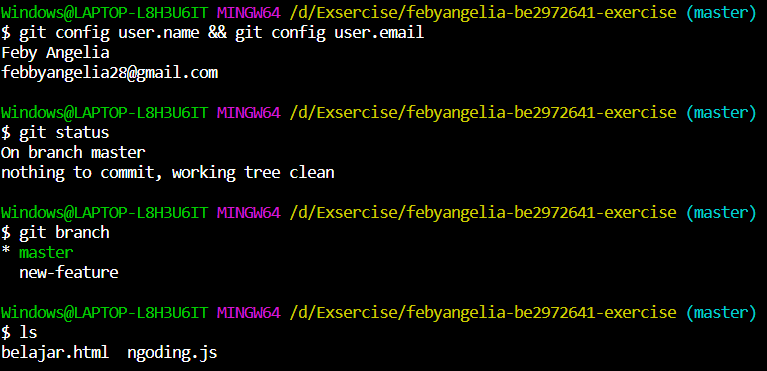 Windows@LAPTOP-L8H3U6IT MINGW64 /d/Exsercise/febyangelia-be2972641-exercise (master)
$ git config user.name && git config user.email
Feby Angelia
febbyangelia28@gmail.com
Windows@LAPTOP-L8H3U6IT MINGW64 /d/Exsercise/febyangelia-be2972641-exercise (master)
$ git status
On branch master
nothing to commit, working tree clean
Windows@LAPTOP-L8H3U6IT MINGW64 /d/Exsercise/febyangelia-be2972641-exercise (master)
$ git branch
* master
  new-feature
Windows@LAPTOP-L8H3U6IT MINGW64 /d/Exsercise/febyangelia-be2972641-exercise (master)
$ ls
belajar.html  ngoding.js